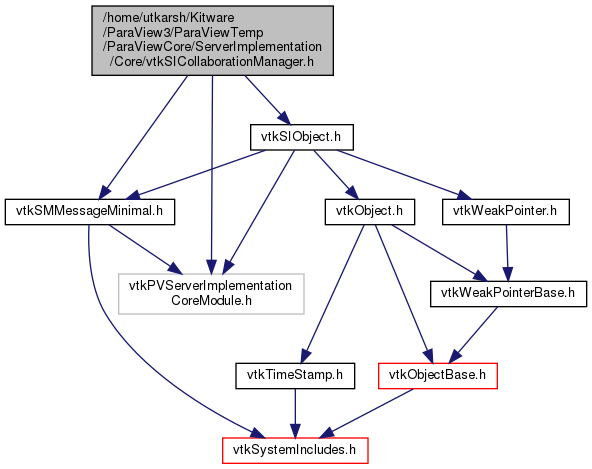 /home/utkarsh/Kitware
/ParaView3/ParaViewTemp
/ParaViewCore/ServerImplementation
/Core/vtkSICollaborationManager.h
vtkSIObject.h
vtkSMMessageMinimal.h
vtkObject.h
vtkWeakPointer.h
vtkPVServerImplementation
CoreModule.h
vtkWeakPointerBase.h
vtkTimeStamp.h
vtkObjectBase.h
vtkSystemIncludes.h